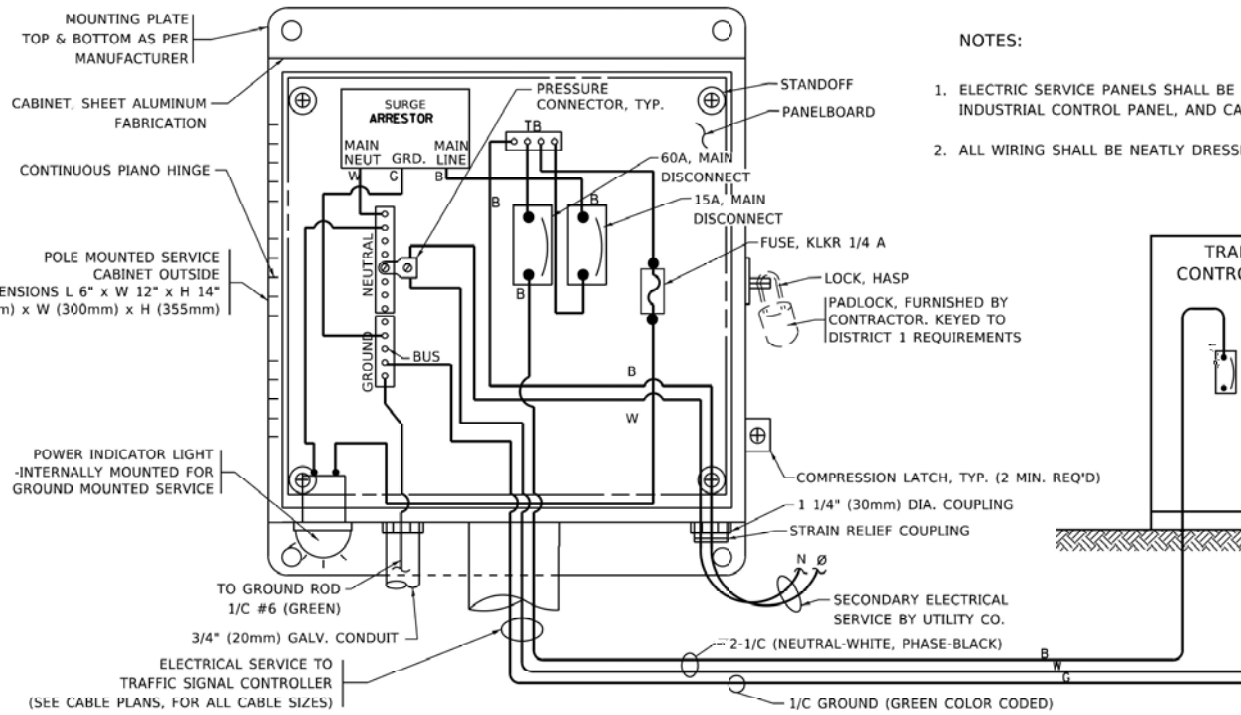 MOUNTING PLATE
TOP & BOTTOM AS PER
MANUFACTURER
CABINET, SHEET ALUMINUM
FABRICATION
CONTINUOUS PIANO HINGE
POLE MOUNTED SERVICE
CABINET OUTSIDE
ENSIONS L 6" x W 12" x H 14"
m) x W (300mm) x H (355mm)
POWER INDICATOR LIGHT
-INTERNALLY MOUNTED FOR
GROUND MOUNTED SERVICE
TO GROUND ROD
1/C #6 (GREEN)
3/4" (20mm) GALV. CONDUIT
ELECTRICAL SERVICE TO
TRAFFIC SIGNAL CONTROLLER
(SEE CABLE PLANS, FOR ALL CABLE SIZES)
SURGE
ARRESTOR
MAIN
NEUT
GRD.
MAIN
LINE
W
G
B
PRESSURE
CONNECTOR, TYP.
TB
NEUTRAL
GROUND
BUS
B
B
B
B
W
STANDOFF
PANELBOARD
60A, MAIN
DISCONNECT
15A, MAIN
DISCONNECT
FUSE, KLKR 1/4 A
LOCK, HASP
PADLOCK, FURNISHED BY
CONTRACTOR. KEYED TO
DISTRICT 1 REQUIREMENTS
COMPRESSION LATCH, TYP. (2 MIN. REQ'D)
1 1/4" (30mm) DIA. COUPLING
STRAIN RELIEF COUPLING
N Ø
SECONDARY ELECTRICAL
SERVICE BY UTILITY CO.
2-1/C (NEUTRAL-WHITE, PHASE-BLACK)
B
W
G
1/C GROUND (GREEN COLOR CODED)
NOTES:
1. ELECTRIC SERVICE PANELS SHALL BE
INDUSTRIAL CONTROL PANEL, AND CA
2. ALL WIRING SHALL BE NEATLY DRESS
TRA
CONTRO